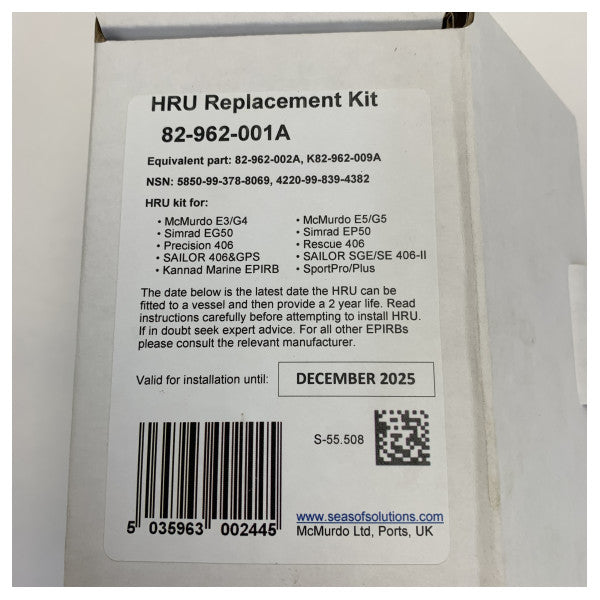 HRU Replacement Kit
82-962-001A
Equivalent part: 82-962-002A, K82-962-009A
NSN: 5850-99-378-8069, 4220-99-839-4382
HRU kit for:
• McMurdo E3/G4 • McMurdo E5/G5
• Simrad EG50 • Simrad EP50
• Precision 406 • Rescue 406
• SAILOR 406&GPS • SAILOR SGE/SE 406-II
• Kannad Marine EPIRB • SportPro/Plus
The date below is the latest date the HRU can be
fitted to a vessel and then provide a 2 year life. Read
instructions carefully before attempting to install HRU.
If in doubt seek expert advice. For all other EPIRBs
please consult the relevant manufacturer.
Valid for installation until: DECEMBER 2025
S-55.508
5 035963 002445
www.seasofsolutions.com
McMurdo Ltd, Ports, UK